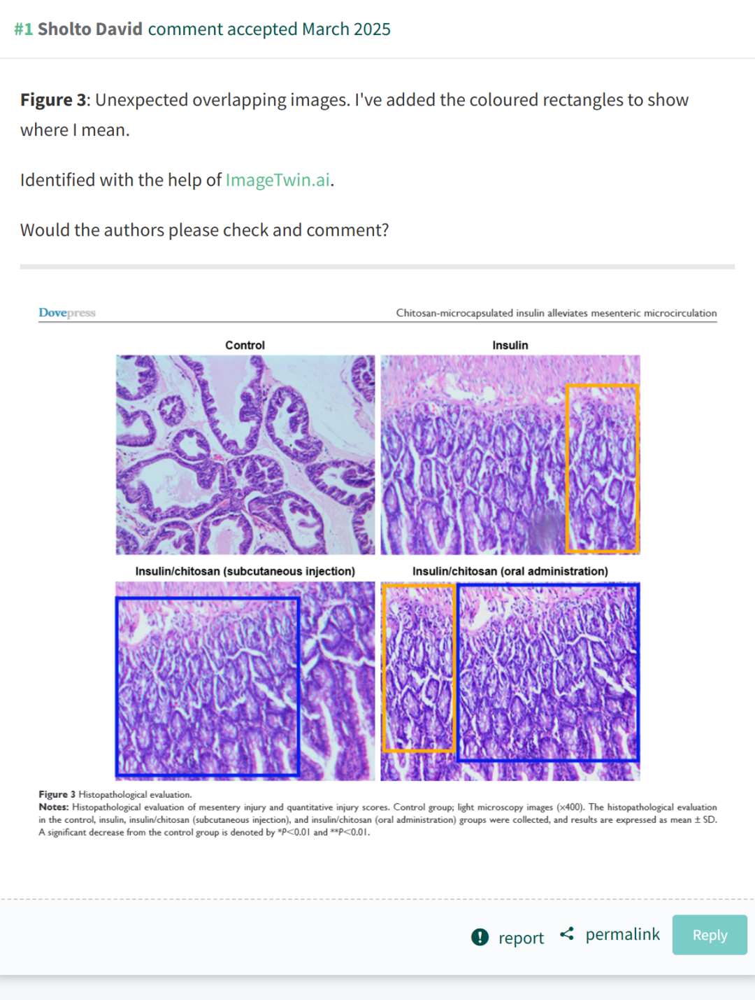 #1 Sholto David comment accepted March 2025
Figure 3: Unexpected overlapping images. I've added the coloured rectangles to show
where I mean.
Identified with the help of ImageTwin.ai.
Would the authors please check and comment?
Dovepress
Chitosan-microcapsulated insulin alleviates mesenteric microcirculation
Control
Insulin
Insulin/chitosan (subcutaneous injection)
Insulin/chitosan (oral administration)
Figure 3 Histopathological evaluation.
Notes: Histopathological evaluation of mesentery injury and quantitative injury scores. Control group; light microscopy images (×400). The histopathological evaluation
in the control, insulin, insulin/chitosan (subcutaneous injection), and insulin/chitosan (oral administration) groups were collected, and results are expressed as mean ± SD.
A significant decrease from the control group is denoted by *P<0.01 and **P<0.01.
report
permalink
Reply